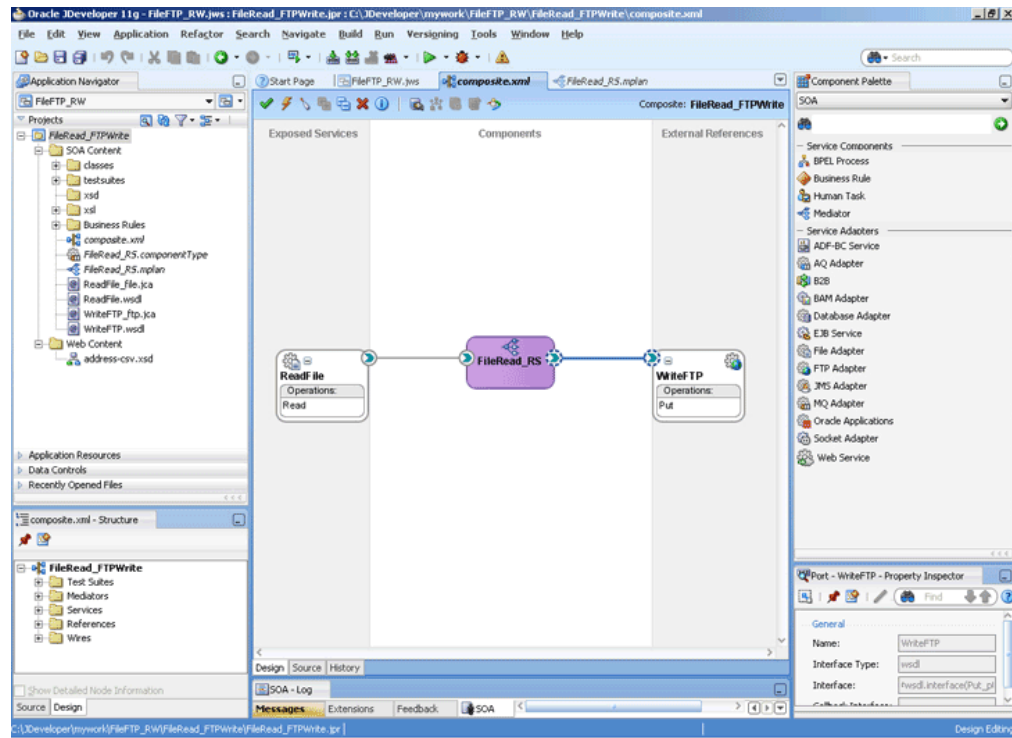 Oracle JDeveloper 11g - FileFTP_RW.jws : FileRead_FTPWrite.jpr : C:\JDeveloper\mywork\FileFTP_RW\FileRead_FTPWrite\composite.xml
File Edit View Application Refactor Search Navigate Build Run Versioning Tools Window Help
Search
Application Navigator
FileFTP_RW
Projects
FileRead_FTPWrite
SOA Content
classes
testsuites
xsd
xsl
Business Rules
composite.xml
FileRead_RS.componentType
FileRead_RS.mplan
ReadFile_file.jca
ReadFile.wsdl
WriteFTP_ftp.jca
WriteFTP.wsdl
Web Content
address-csv.xsd
Application Resources
Data Controls
Recently Opened Files
composite.xml - Structure
FileRead_FTPWrite
Test Suites
Mediators
Services
References
Wires
Show Detailed Node Information
Source Design
Start Page FileFTP_RW.jws composite.xml FileRead_RS.mplan
Composite: FileRead_FTPWrite
Exposed Services Components External References
ReadFile
Operations:
Read
FileRead_RS
WriteFTP
Operations:
Put
Design Source History
SOA - Log
Messages Extensions Feedback SOA
Component Palette
SOA
Service Components
BPEL Process
Business Rule
Human Task
Mediator
Service Adapters
ADF-BC Service
AQ Adapter
B2B
BAM Adapter
Database Adapter
EJB Service
File Adapter
FTP Adapter
JMS Adapter
MQ Adapter
Oracle Applications
Socket Adapter
Web Service
Port - WriteFTP - Property Inspector
Find
General
Name: WriteFTP
Interface Type: wsdl
Interface: wsdl.interface(Put_pt
C:\JDeveloper\mywork\FileFTP_RW\FileRead_FTPWrite\FileRead_FTPWrite.jpr
Design Editing